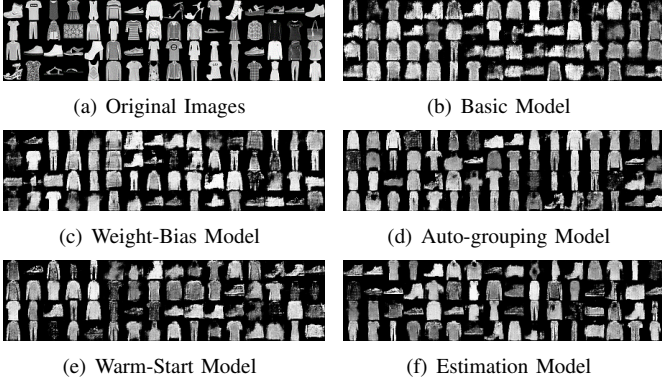 (a) Original Images
(b) Basic Model
(c) Weight-Bias Model
(d) Auto-grouping Model
(e) Warm-Start Model
(f) Estimation Model